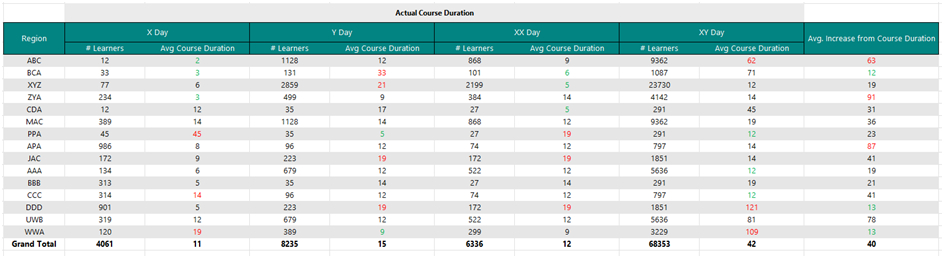 Actual Course Duration
Region X Day Y Day XX Day XY Day Avg. Increase from Course Duration
# Learners Avg Course Duration # Learners Avg Course Duration # Learners Avg Course Duration # Learners Avg Course Duration
ABC 12 2 1128 12 868 9 9362 62 63
BCA 33 3 131 33 101 6 1087 71 12
XYZ 77 6 2859 21 2199 5 23730 12 19
ZYA 234 3 499 9 384 14 4142 14 91
CDA 12 12 35 17 27 5 291 45 31
MAC 389 14 1128 14 868 12 9362 19 36
PPA 45 45 35 5 27 19 291 12 23
APA 986 8 96 12 74 12 797 14 87
JAC 172 9 223 19 172 19 1851 14 41
AAA 134 6 679 12 522 12 5636 12 19
BBB 313 5 35 14 27 14 291 19 21
CCC 314 14 96 12 74 12 797 12 41
DDD 901 5 223 19 172 19 1851 121 13
UWB 319 12 679 12 522 12 5636 81 78
WWA 120 19 389 9 299 9 3229 109 13
Grand Total 4061 11 8235 15 6336 12 68353 42 40